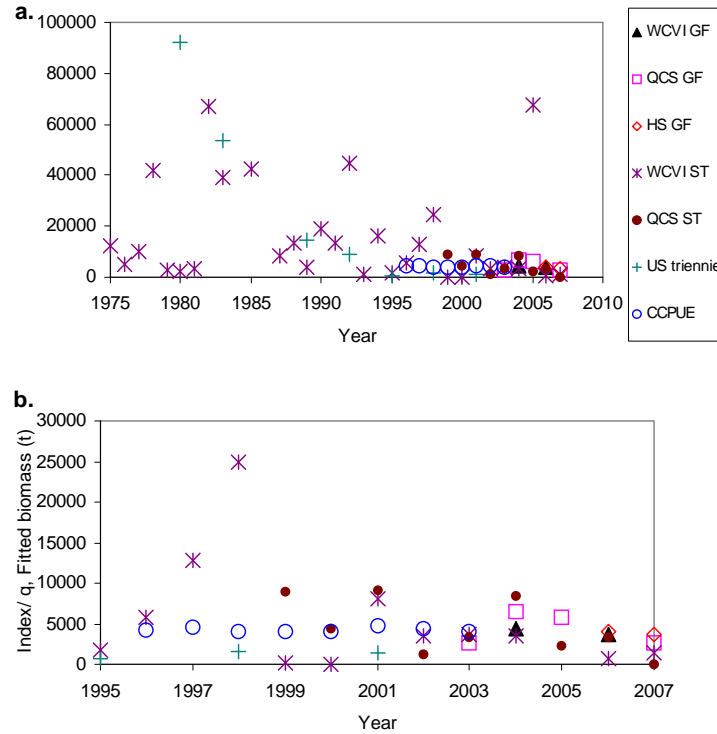 a.
100000
80000
60000
40000
20000
0
1975 1980 1985 1990 1995 2000 2005 2010
Year
WCVI GF
QCS GF
HS GF
WCVI ST
QCS ST
US triennie
CCPUE
b.
Index/ q, Fitted biomass (t)
30000
25000
20000
15000
10000
5000
0
1995 1997 1999 2001 2003 2005 2007
Year